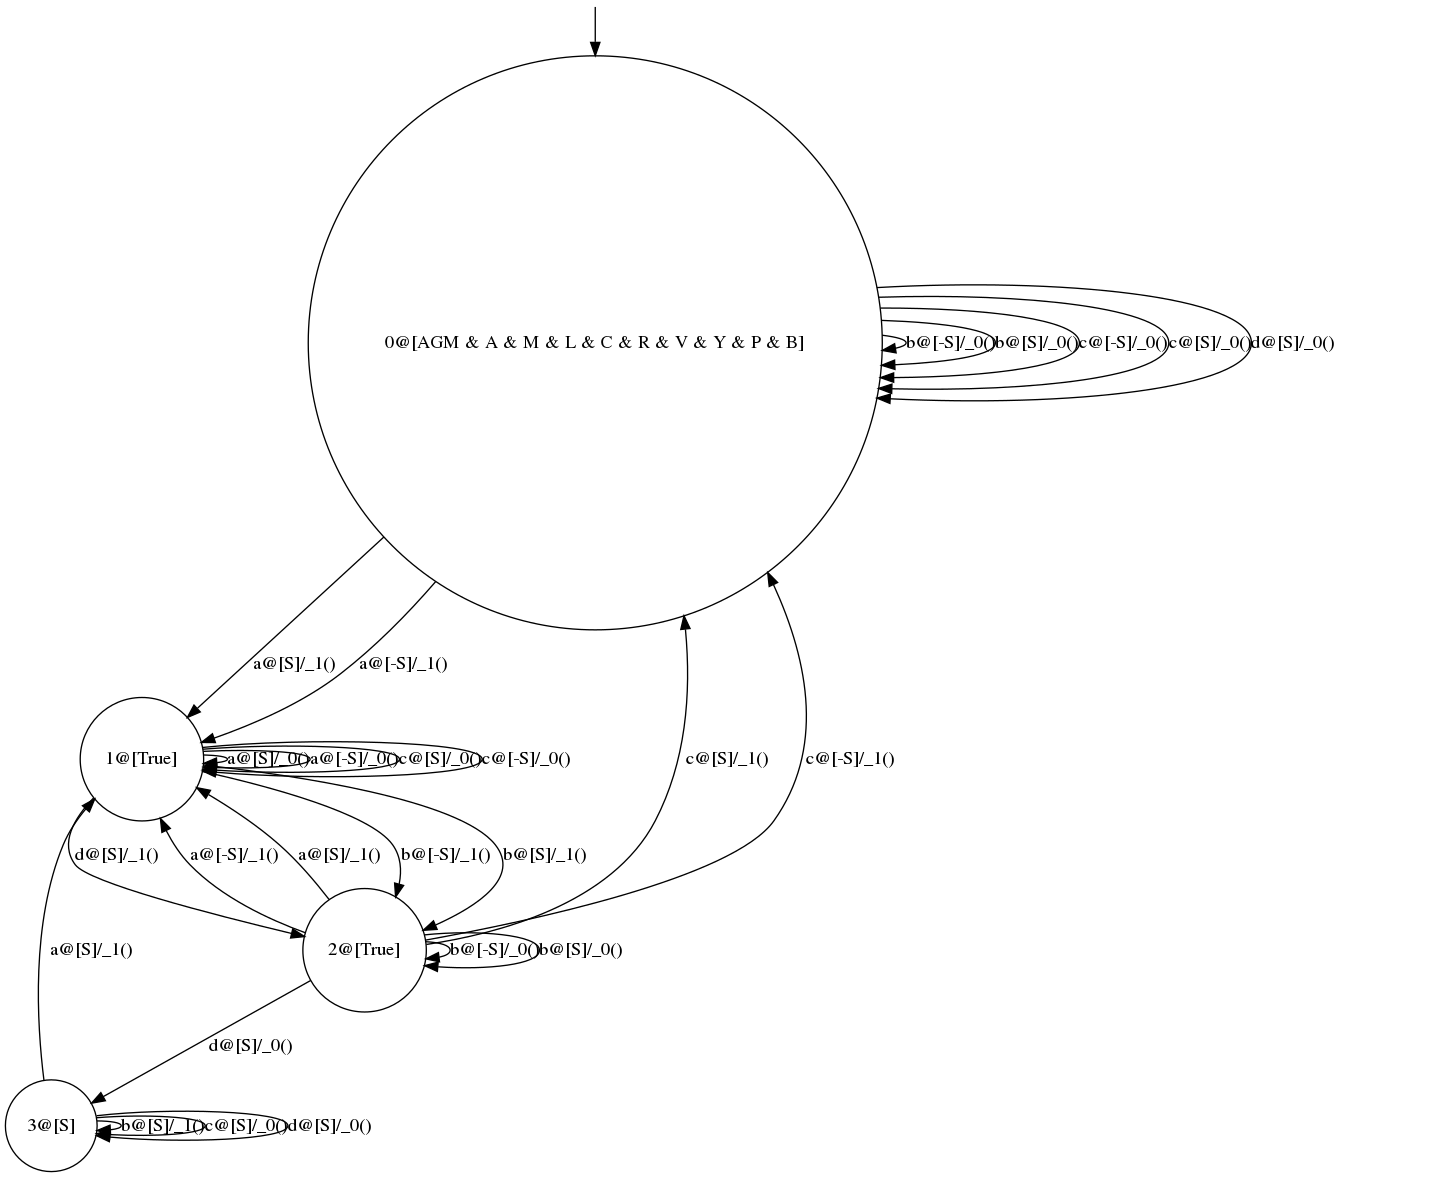 0@[AGM & A & M & L & C & R & V & Y & P & B]
b@[-S]/_0()
b@[S]/_0()
c@[-S]/_0()
c@[S]/_0()
d@[S]/_0()
a@[S]/_1()
a@[-S]/_1()
1@[True]
a@[S]/_0()
a@[-S]/_0()
c@[S]/_0()
c@[-S]/_0()
c@[S]/_1()
c@[-S]/_1()
d@[S]/_1()
a@[-S]/_1()
a@[S]/_1()
b@[-S]/_1()
b@[S]/_1()
a@[S]/_1()
2@[True]
b@[-S]/_0()
b@[S]/_0()
d@[S]/_0()
3@[S]
b@[S]/_1()
c@[S]/_0()
d@[S]/_0()